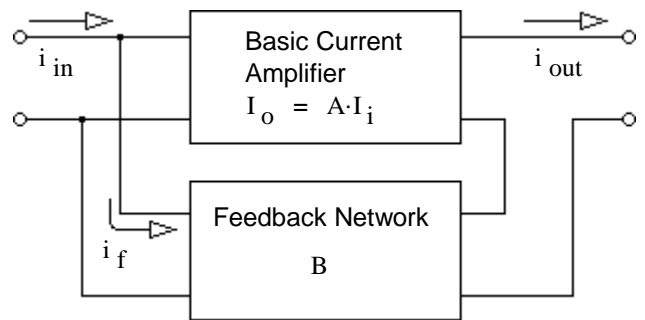 Basic Current
Amplifier
I o = A·I i
i in
i out
Feedback Network
B
i f